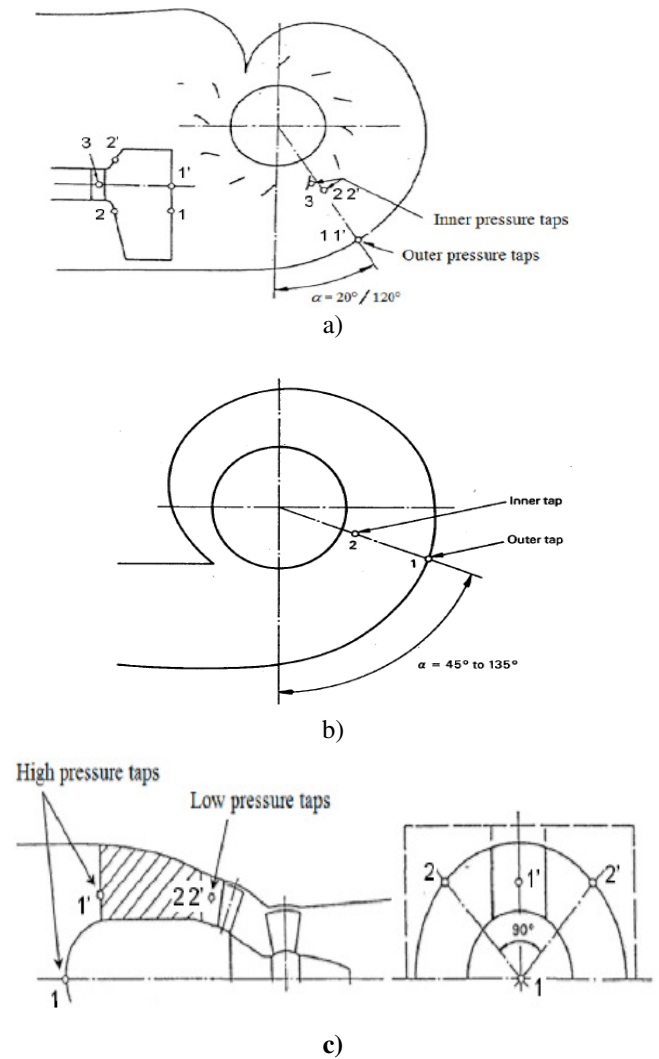 3 2'
1'
2 1
3 2 2'
1 1'
Inner pressure taps
Outer pressure taps
α = 20° / 120°
a)
Inner tap
2
Outer tap
1
α = 45° to 135°
b)
High pressure taps
Low pressure taps
1'
2 2'
1
2
1'
2'
90°
1
c)